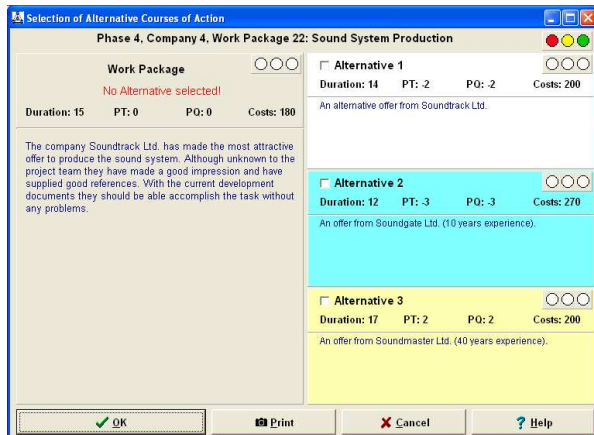 Selection of Alternative Courses of Action
Phase 4, Company 4, Work Package 22: Sound System Production
Work Package
No Alternative selected!
Duration: 15 PT: 0 PQ: 0 Costs: 180
The company Soundtrack Ltd. has made the most attractive
offer to produce the sound system. Although unknown to the
project team they have made a good impression and have
supplied good references. With the current development
documents they should be able accomplish the task without
any problems.
Alternative 1
Duration: 14 PT: -2 PQ: -2 Costs: 200
An alternative offer from Soundtrack Ltd.
Alternative 2
Duration: 12 PT: -3 PQ: -3 Costs: 270
An offer from Soundgate Ltd. (10 years experience).
Alternative 3
Duration: 17 PT: 2 PQ: 2 Costs: 200
An offer from Soundmaster Ltd. (40 years experience).
OK Print Cancel Help